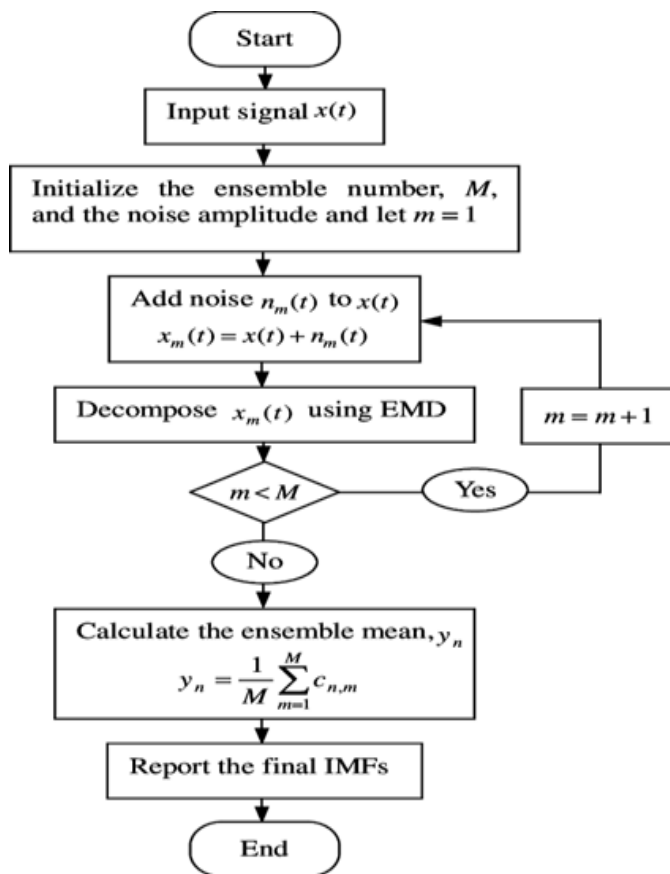 Start
Input signal x(t)
Initialize the ensemble number, M,
and the noise amplitude and let m = 1
Add noise n_m(t) to x(t)
x_m(t) = x(t) + n_m(t)
Decompose x_m(t) using EMD
m = m + 1
m < M
Yes
No
Calculate the ensemble mean, y_n
y_n = \frac{1}{M} \sum_{m=1}^{M} c_{n,m}
Report the final IMFs
End